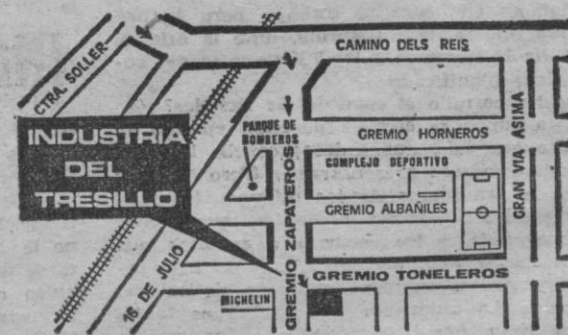 CAMINO DELS REIS
CTRA. SOLLER
INDUSTRIA
DEL
TRESILLO
PARQUE DE
BOMBEROS
GREMIO HORNEROS
COMPLEJO DEPORTIVO
GREMIO ALBAÑILES
GRAN VIA ASIMA
GREMIO ZAPATEROS
GREMIO TONELEROS
16 DE JULIO
MICHELIN